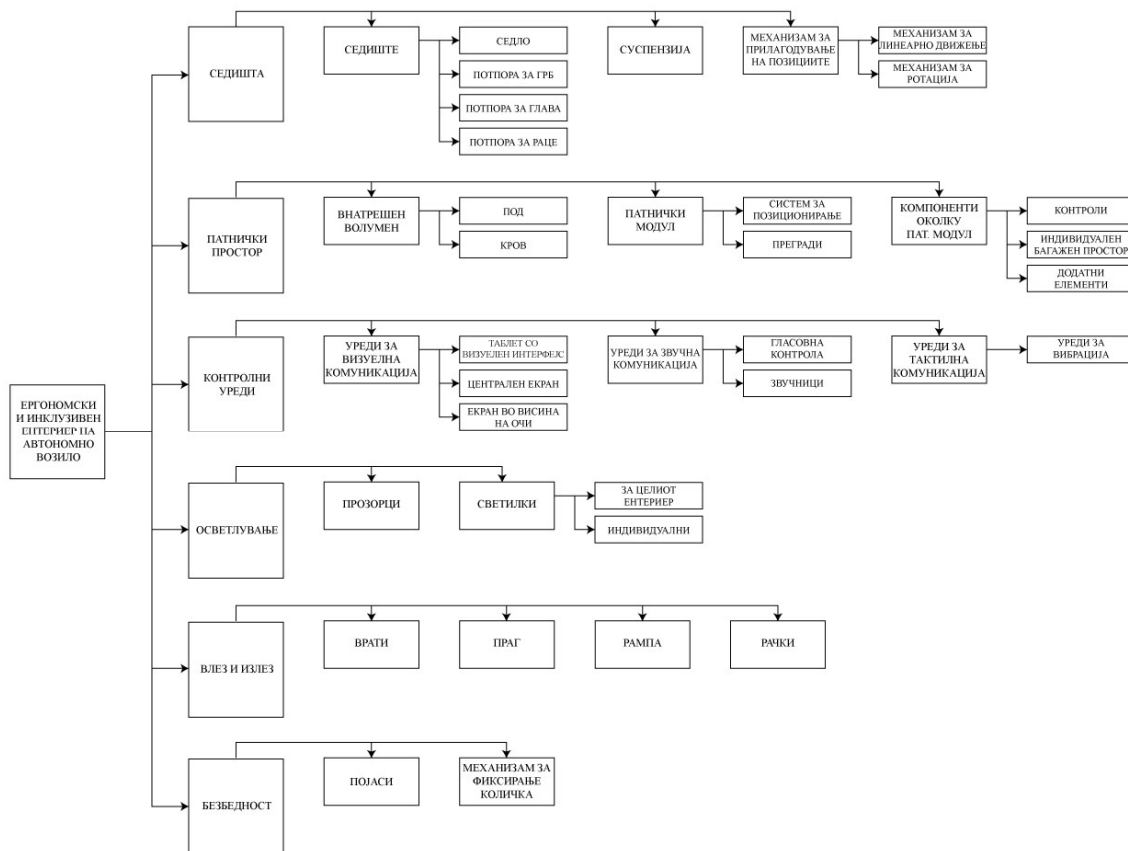 СЕДИШТА
СЕДИШТЕ
СЕДЛО
ПОТПОРА ЗА ГРБ
ПОТПОРА ЗА ГЛАВА
ПОТПОРА ЗА РАЦЕ
СУСПЕНЗИЈА
МЕХАНИЗАМ ЗА
ПРИЛАГОДУВАЊЕ
НА ПОЗИЦИИТЕ
МЕХАНИЗАМ ЗА
ЛИНЕАРНО ДВИЖЕЊЕ
МЕХАНИЗАМ ЗА
РОТАЦИЈА
ПАТНИЧКИ
ПРОСТОР
ВНАТРЕШЕН
ВОЛУМЕН
ПОД
КРОВ
ПАТНИЧКИ
МОДУЛ
СИСТЕМ ЗА
ПОЗИЦИОНИРАЊЕ
ПРЕГРАДИ
КОМПОНЕНТИ
ОКОЛКУ
ПАТ. МОДУЛ
КОНТРОЛИ
ИНДИВИДУАЛЕН
БАГАЖЕН ПРОСТОР
ДОДАТНИ
ЕЛЕМЕНТИ
КОНТРОЛНИ
УРЕДИ
УРЕДИ ЗА
ВИЗУЕЛНА
КОМУНИКАЦИЈА
ТАБЛЕТ СО
ВИЗУЕЛЕН ИНТЕРФЕЈС
ЦЕНТРАЛЕН ЕКРАН
ЕКРАН ВО ВИСИНА
НА ОЧИ
УРЕДИ ЗА ЗВУЧНА
КОМУНИКАЦИЈА
ГЛАСОВНА
КОНТРОЛА
ЗВУЧНИЦИ
УРЕДИ ЗА
ТАКТИЛНА
КОМУНИКАЦИЈА
УРЕДИ ЗА
ВИБРАЦИЈА
ЕРГОНОМСКИ
И ИНКЛУЗИВЕН
ЕНТЕРИЕР НА
АВТОНОМНО
ВОЗИЛО
ОСВЕТЛУВАЊЕ
ПРОЗОРЦИ
СВЕТИЛКИ
ЗА ЦЕЛИОТ
ЕНТЕРИЕР
ИНДИВИДУАЛНИ
ВЛЕЗ И ИЗЛЕЗ
ВРАТИ
ПРАГ
РАМПА
РАЧКИ
БЕЗБЕДНОСТ
ПОЈАСИ
МЕХАНИЗАМ ЗА
ФИКСИРАЊЕ
КОЛИЧКА